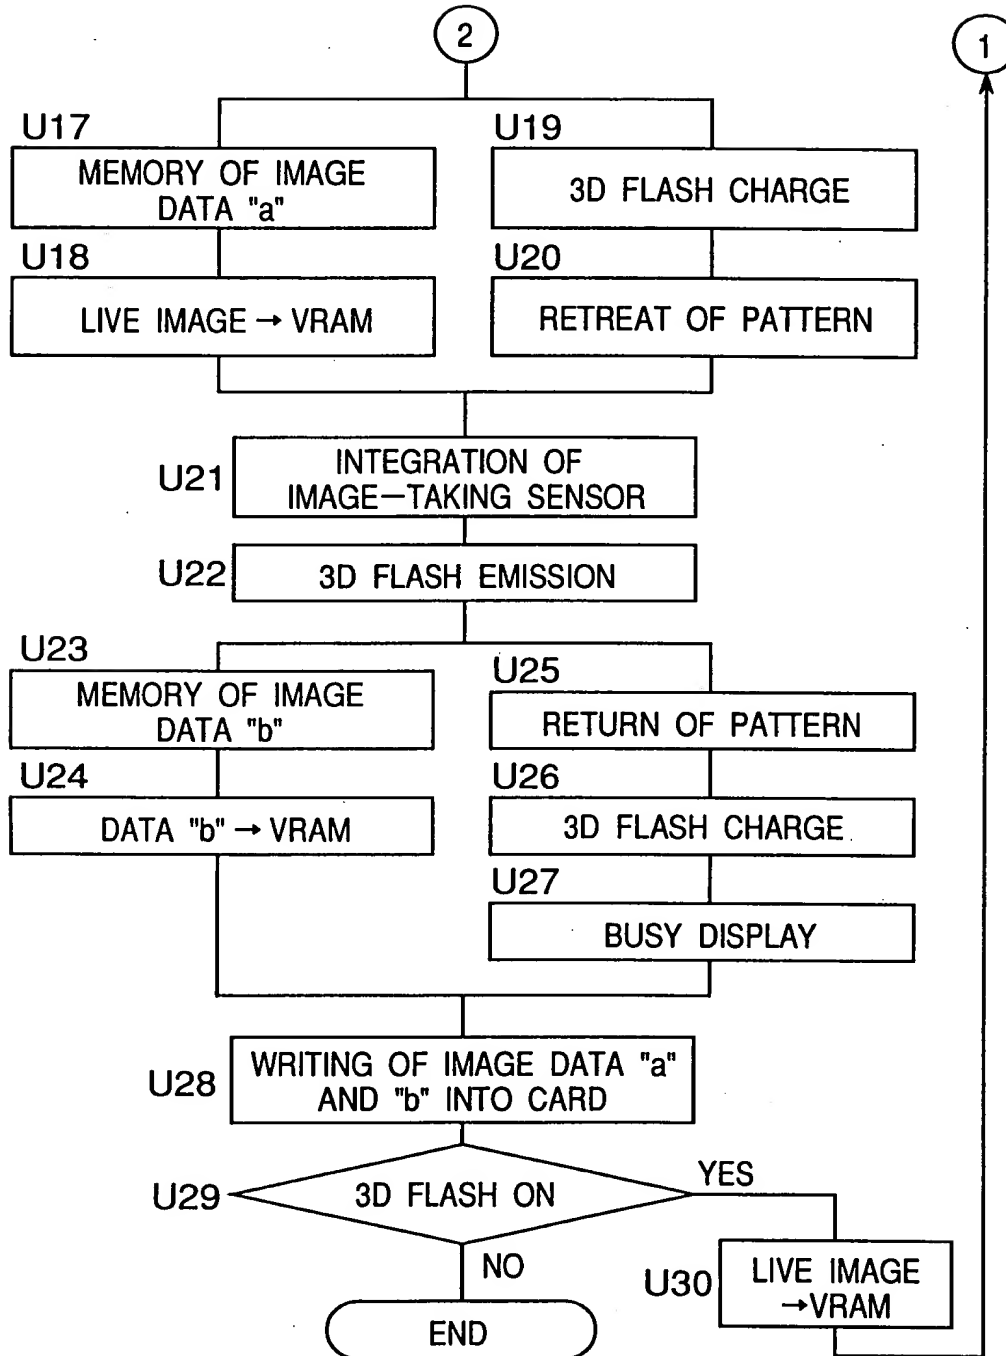 2
1
U17
MEMORY OF IMAGE
DATA "a"
U18
LIVE IMAGE → VRAM
U19
3D FLASH CHARGE
U20
RETREAT OF PATTERN
U21
INTEGRATION OF
IMAGE-TAKING SENSOR
U22
3D FLASH EMISSION
U23
MEMORY OF IMAGE
DATA "b"
U24
DATA "b" → VRAM
U25
RETURN OF PATTERN
U26
3D FLASH CHARGE
U27
BUSY DISPLAY
U28
WRITING OF IMAGE DATA "a"
AND "b" INTO CARD
U29
3D FLASH ON
YES
NO
U30
LIVE IMAGE
→VRAM
END